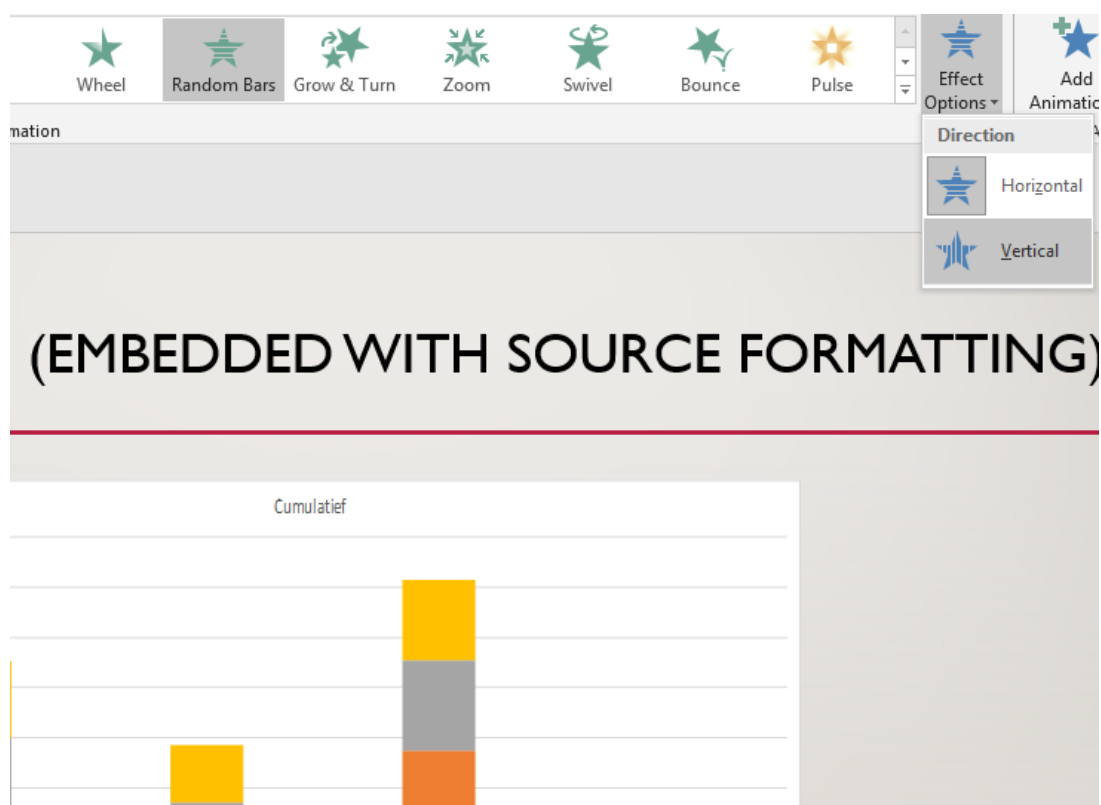 Wheel
Random Bars
Grow & Turn
Zoom
Swivel
Bounce
Pulse
Effect
Options
Add
Animatio
mation
Direction
Horizontal
Vertical
(EMBEDDED WITH SOURCE FORMATTING)
Cumulatief